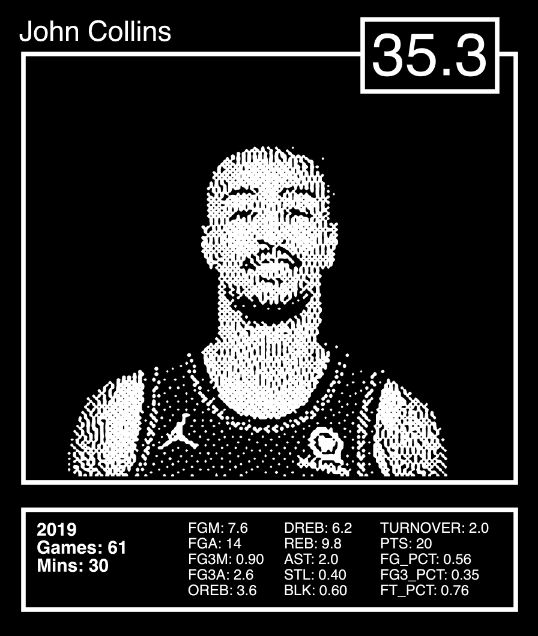 John Collins
35.3
2019
Games: 61
Mins: 30
FGM: 7.6
FGA: 14
FG3M: 0.90
FG3A: 2.6
OREB: 3.6
DREB: 6.2
REB: 9.8
AST: 2.0
STL: 0.40
BLK: 0.60
TURNOVER: 2.0
PTS: 20
FG_PCT: 0.56
FG3_PCT: 0.35
FT_PCT: 0.76